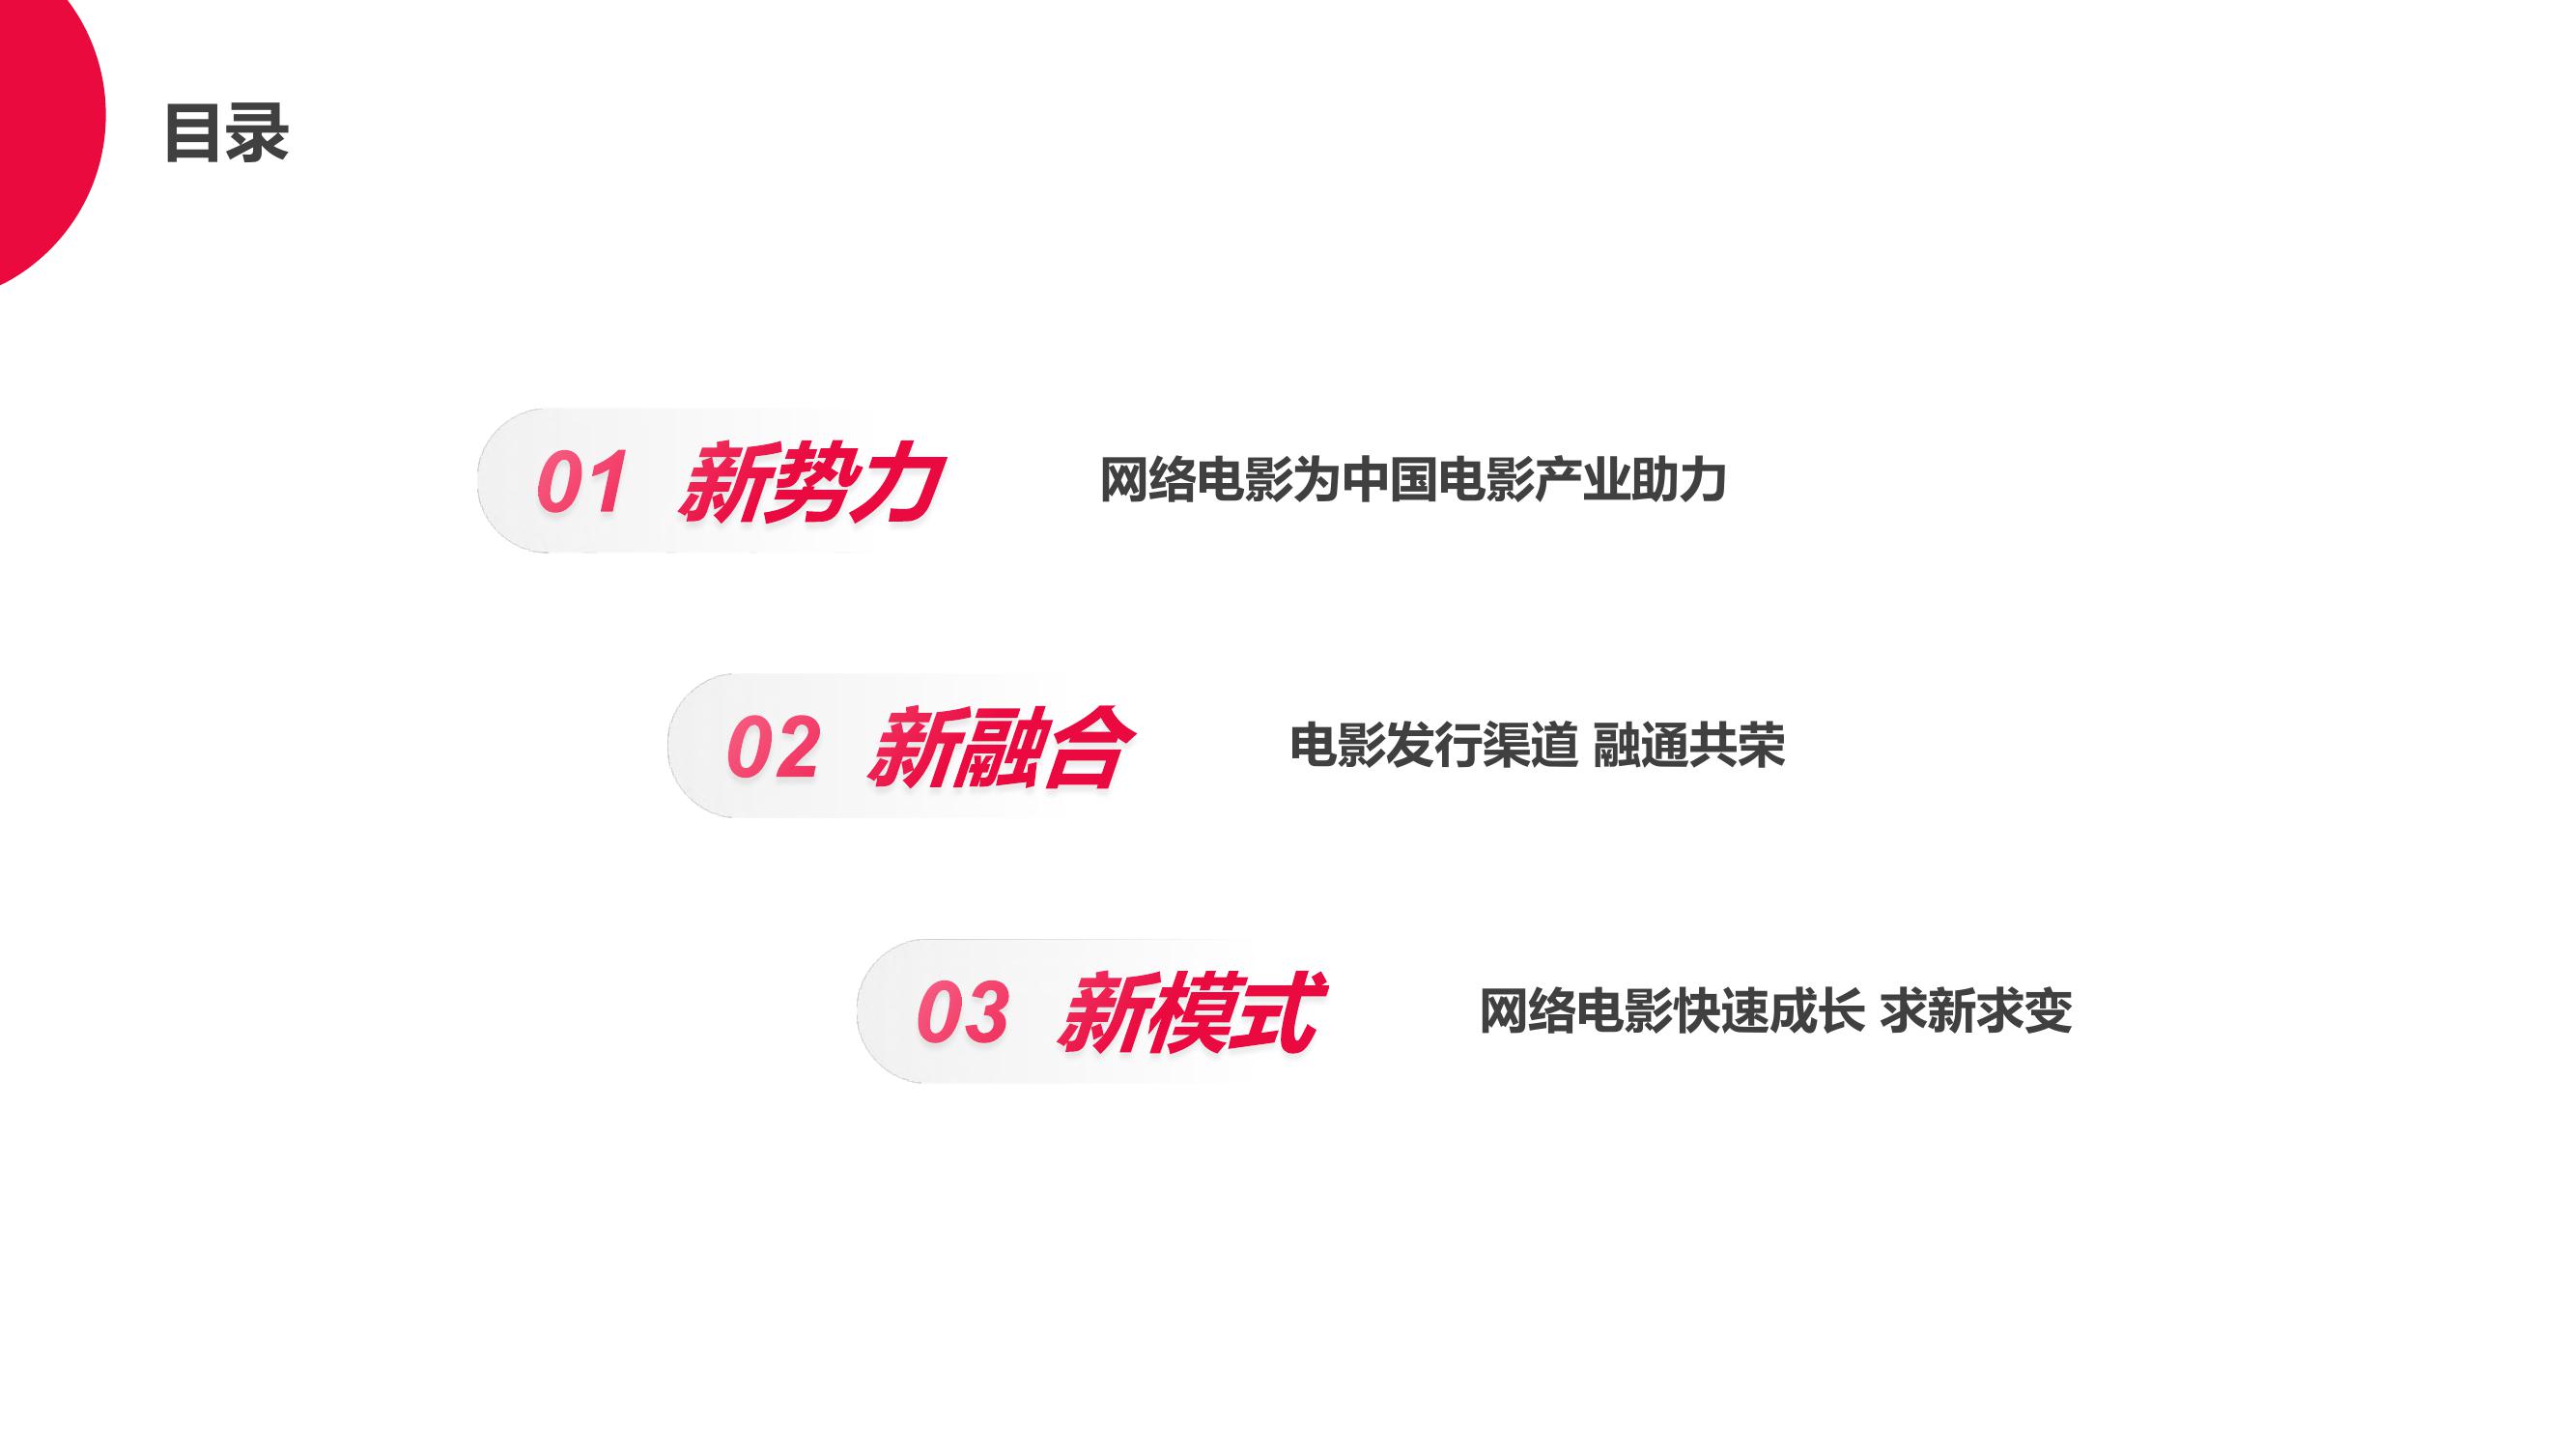 目录
01 新势力 网络电影为中国电影产业助力
02 新融合 电影发行渠道 融通共荣
03 新模式 网络电影快速成长 求新求变